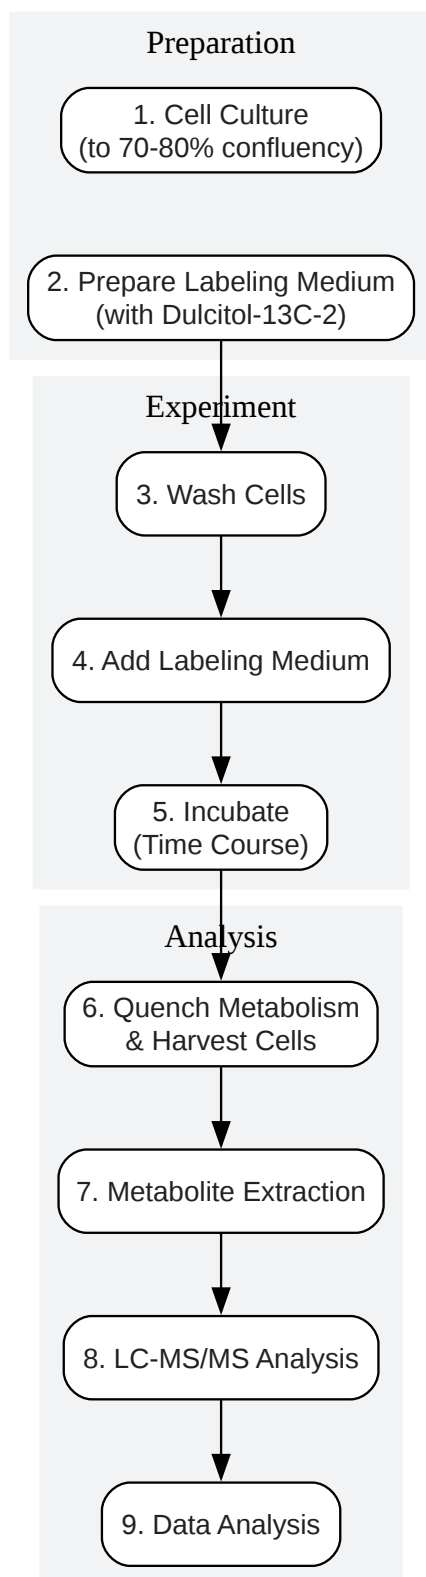 Preparation
1. Cell Culture
(to 70-80% confluency)
2. Prepare Labeling Medium
(with Dulcitol-13C-2)
Experiment
3. Wash Cells
4. Add Labeling Medium
5. Incubate
(Time Course)
Analysis
6. Quench Metabolism
& Harvest Cells
7. Metabolite Extraction
8. LC-MS/MS Analysis
9. Data Analysis